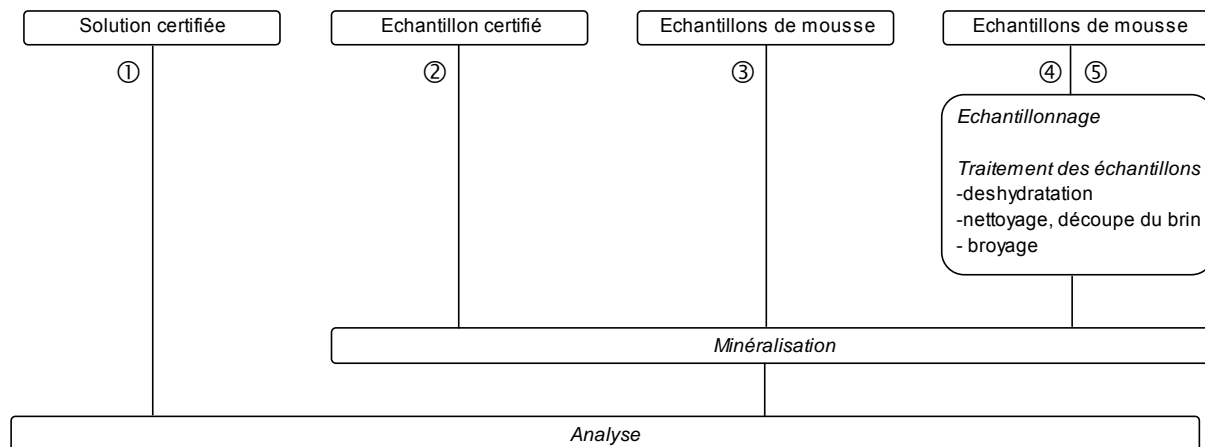 Solution certifiée
Echantillon certifié
Echantillons de mousse
Echantillons de mousse
①
②
③
④ ⑤
Echantillonnage
Traitement des échantillons
-deshydratation
-nettoyage, découpe du brin
- broyage
Minéralisation
Analyse